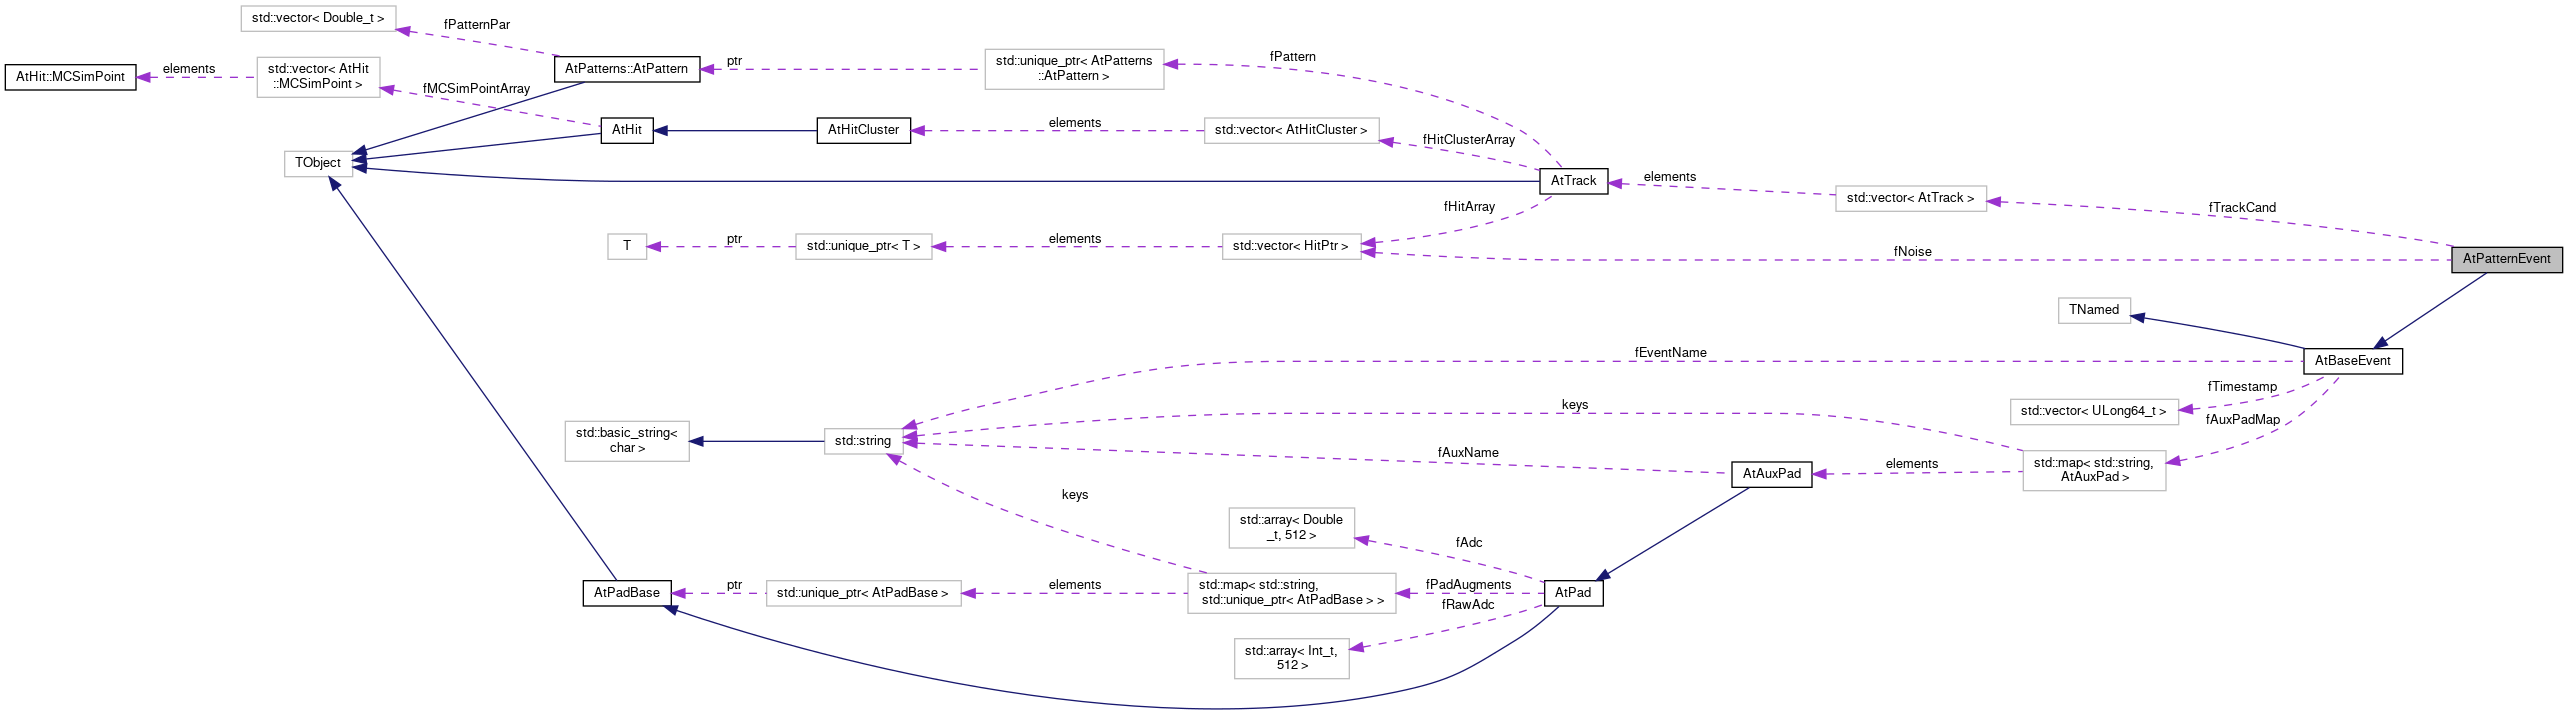 std::vector< Double_t >
fPatternPar
AtPatterns::AtPattern
ptr
std::unique_ptr< AtPatterns
::AtPattern >
fPattern
AtHit::MCSimPoint
elements
std::vector< AtHit
::MCSimPoint >
fMCSimPointArray
AtHit
AtHitCluster
elements
std::vector< AtHitCluster >
fHitClusterArray
TObject
AtTrack
elements
std::vector< AtTrack >
fTrackCand
fHitArray
T
ptr
std::unique_ptr< T >
elements
std::vector< HitPtr >
fNoise
AtPatternEvent
TNamed
fEventName
AtBaseEvent
fTimestamp
std::vector< ULong64_t >
keys
fAuxPadMap
std::basic_string<
char >
std::string
fAuxName
AtAuxPad
elements
std::map< std::string,
AtAuxPad >
keys
std::array< Double
_t, 512 >
fAdc
AtPadBase
ptr
std::unique_ptr< AtPadBase >
elements
std::map< std::string,
std::unique_ptr< AtPadBase > >
fPadAugments
AtPad
fRawAdc
std::array< Int_t,
512 >